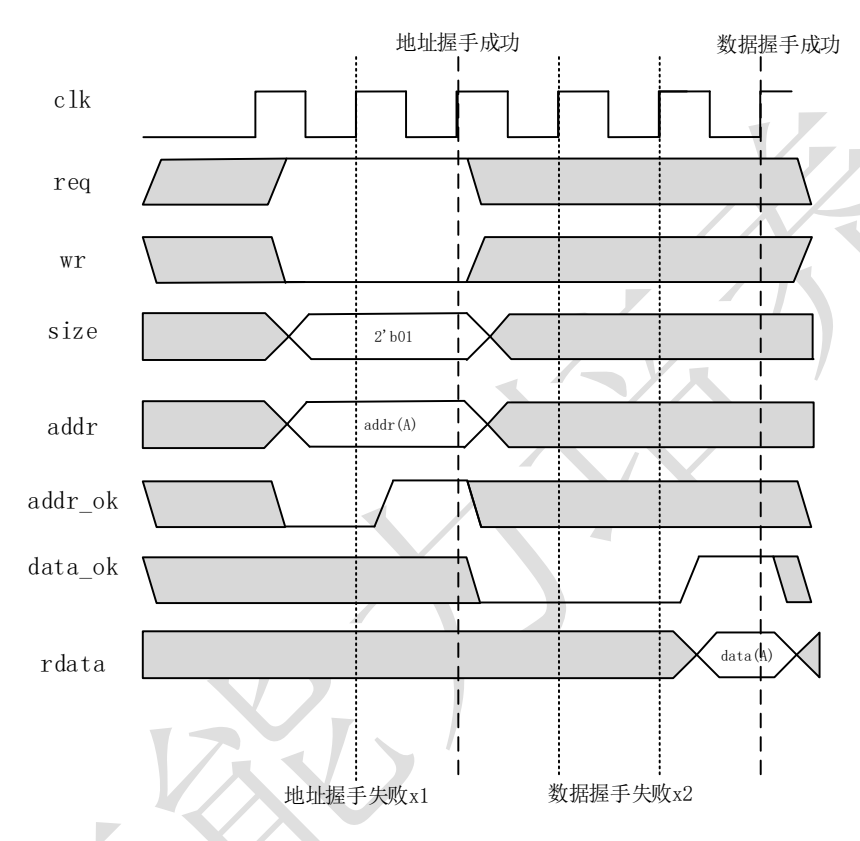 地址握手成功
数据握手成功
clk
req
wr
size
2'b01
addr
addr(A)
addr_ok
data_ok
rdata
data(A)
地址握手失败x1
数据握手失败x2